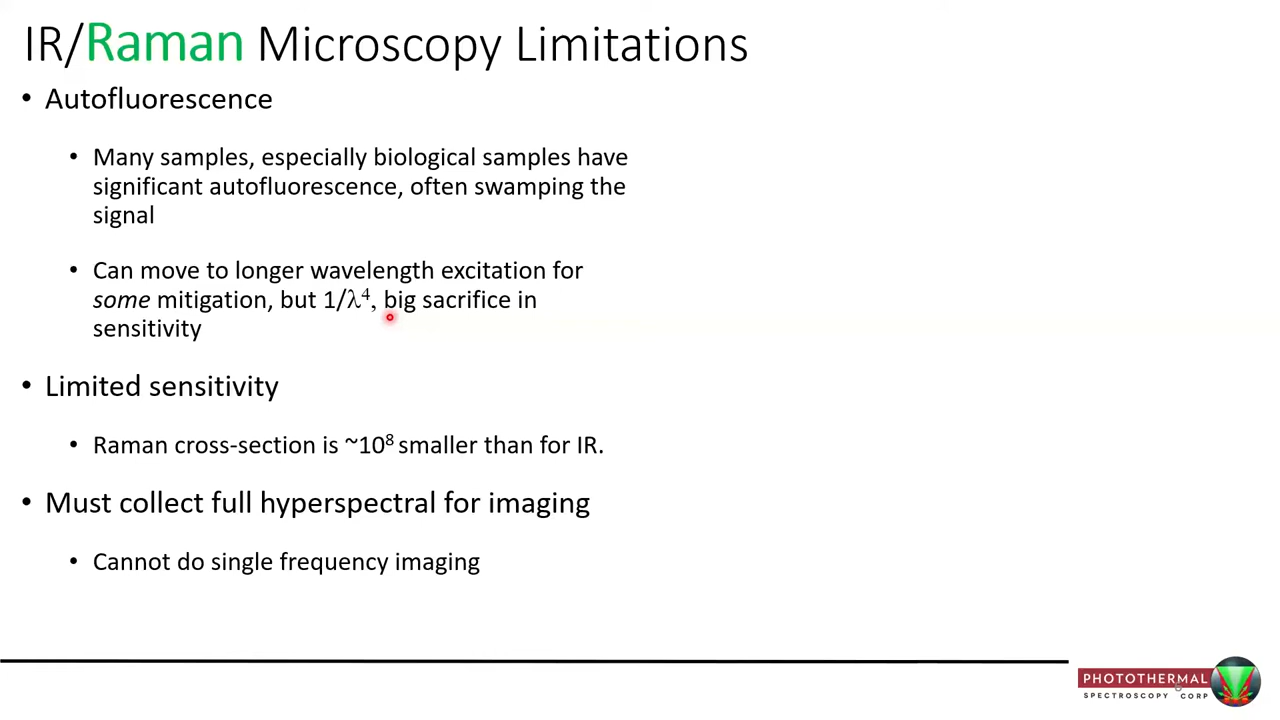 IR/Raman Microscopy Limitations
• Autofluorescence
• Many samples, especially biological samples have
significant autofluorescence, often swamping the
signal
• Can move to longer wavelength excitation for
some mitigation, but 1/λ⁴, big sacrifice in
sensitivity
• Limited sensitivity
• Raman cross-section is ~10⁸ smaller than for IR.
• Must collect full hyperspectral for imaging
• Cannot do single frequency imaging
PHOTOTHERMAL
SPECTROSCOPY CORP